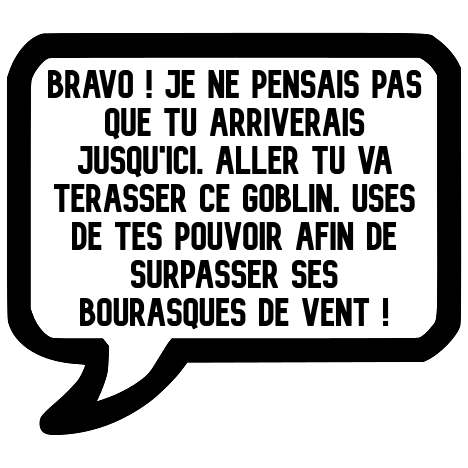 BRAVO ! JE NE PENSAIS PAS
QUE TU ARRIVERAIS
JUSQU'ICI. ALLER TU VA
TERASSER CE GOBLIN. USES
DE TES POUVOIR AFIN DE
SURPASSER SES
BOURASQUES DE VENT !